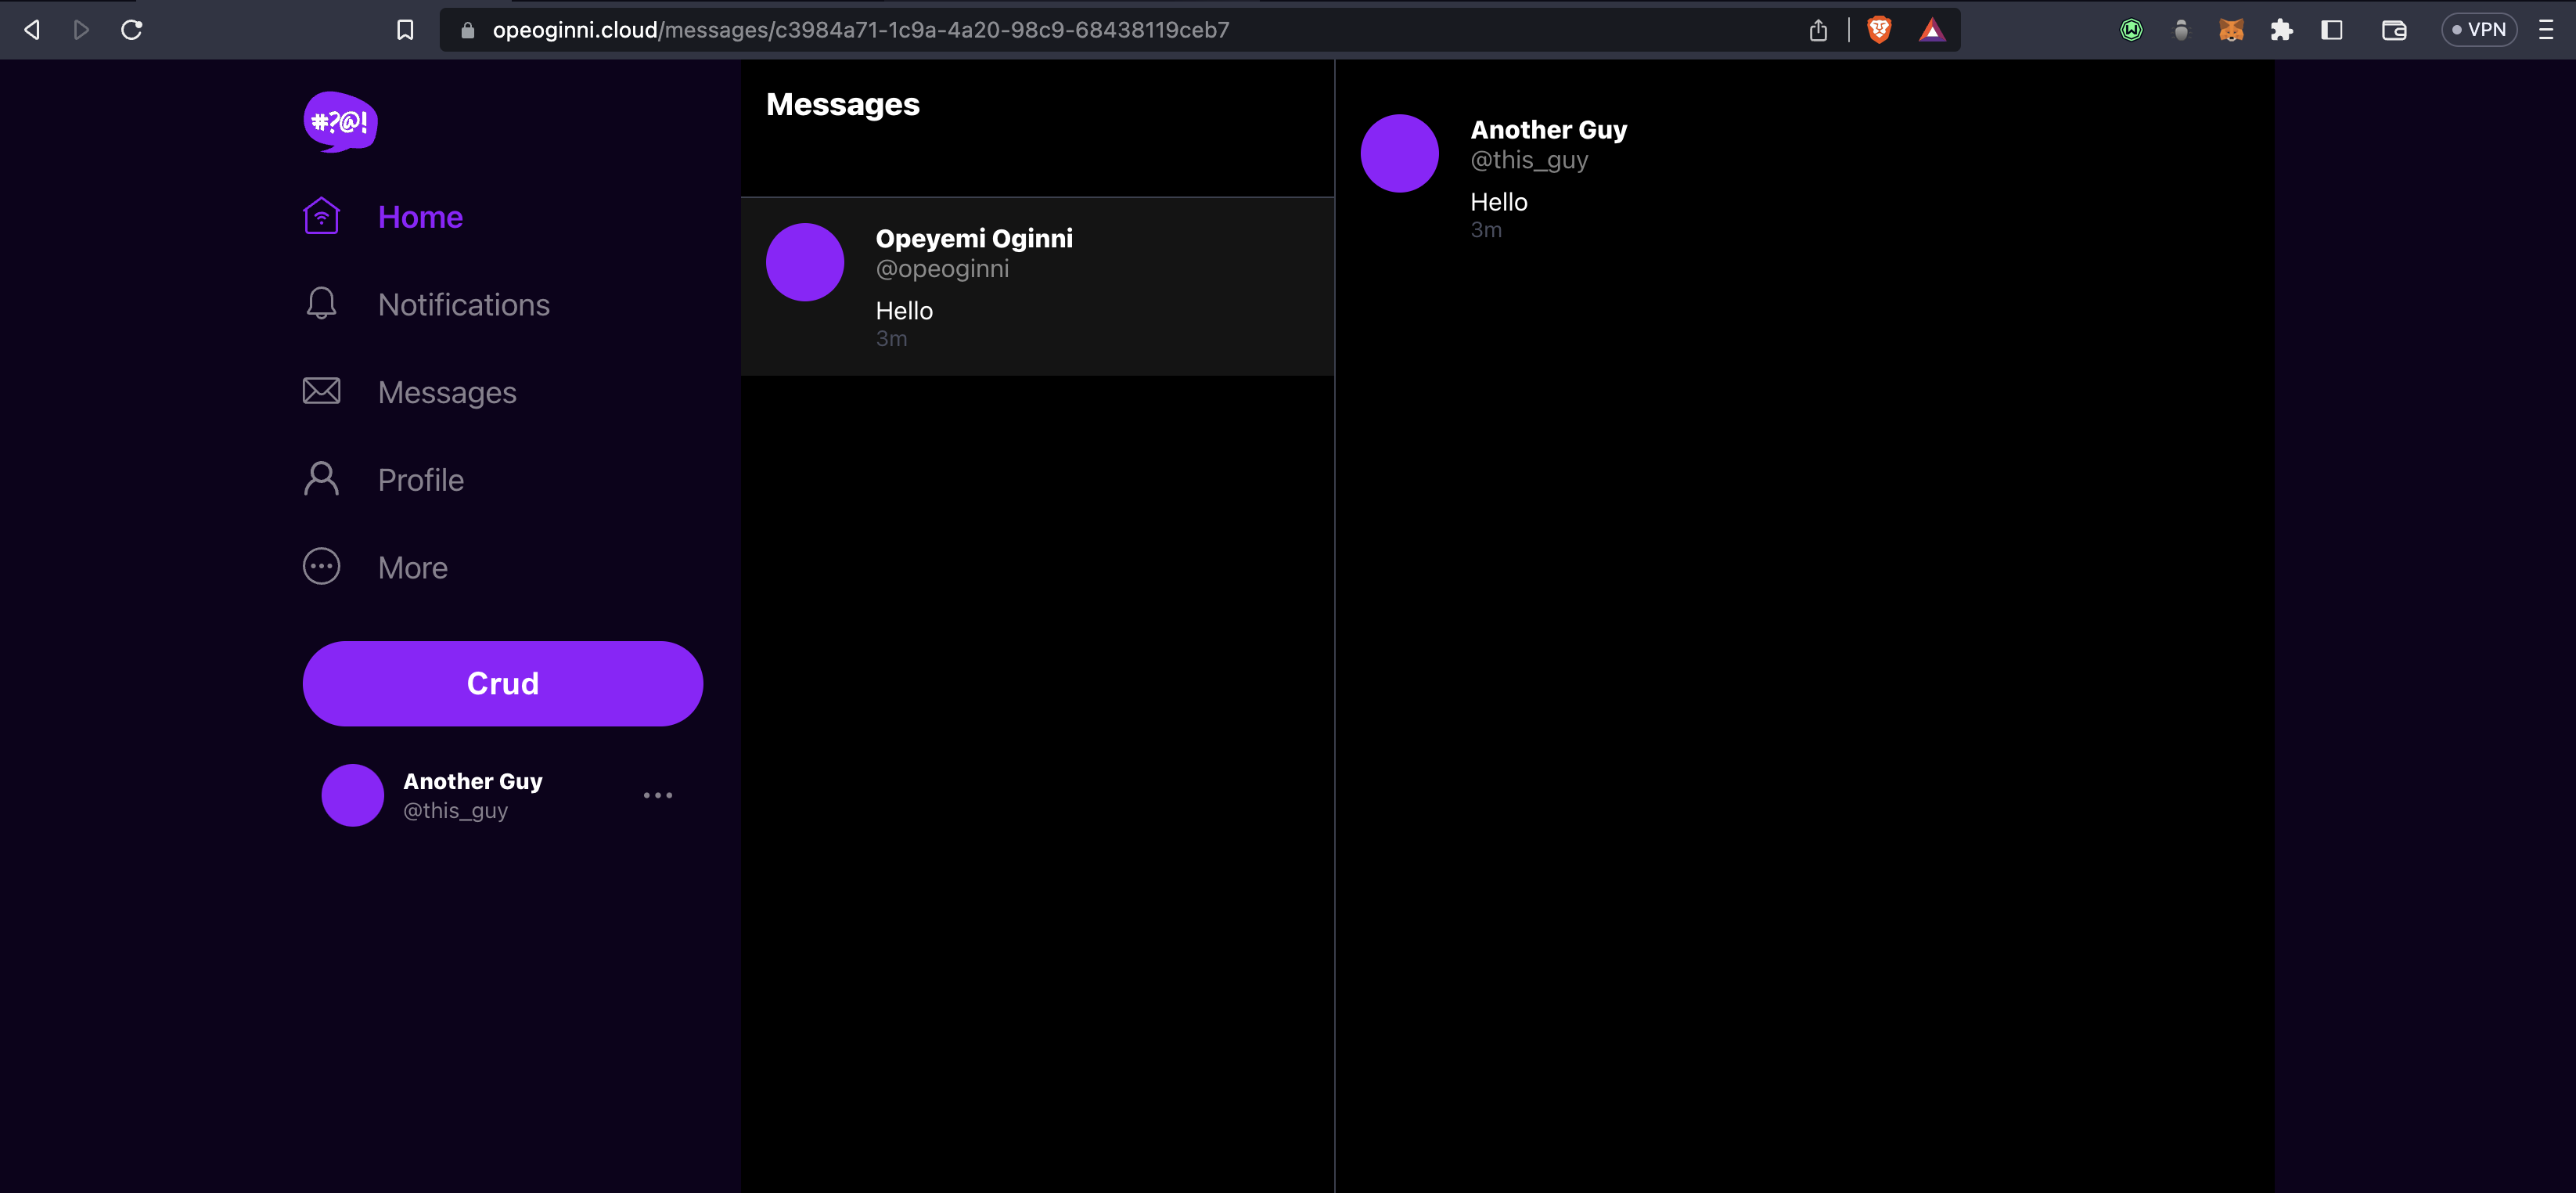 opeoginni.cloud/messages/c3984a71-1c9a-4a20-98c9-68438119ceb7
VPN
#?@!
Home
Notifications
Messages
Profile
More
Crud
Another Guy
@this_guy
Messages
Opeyemi Oginni
@opeoginni
Hello
3m
Another Guy
@this_guy
Hello
3m